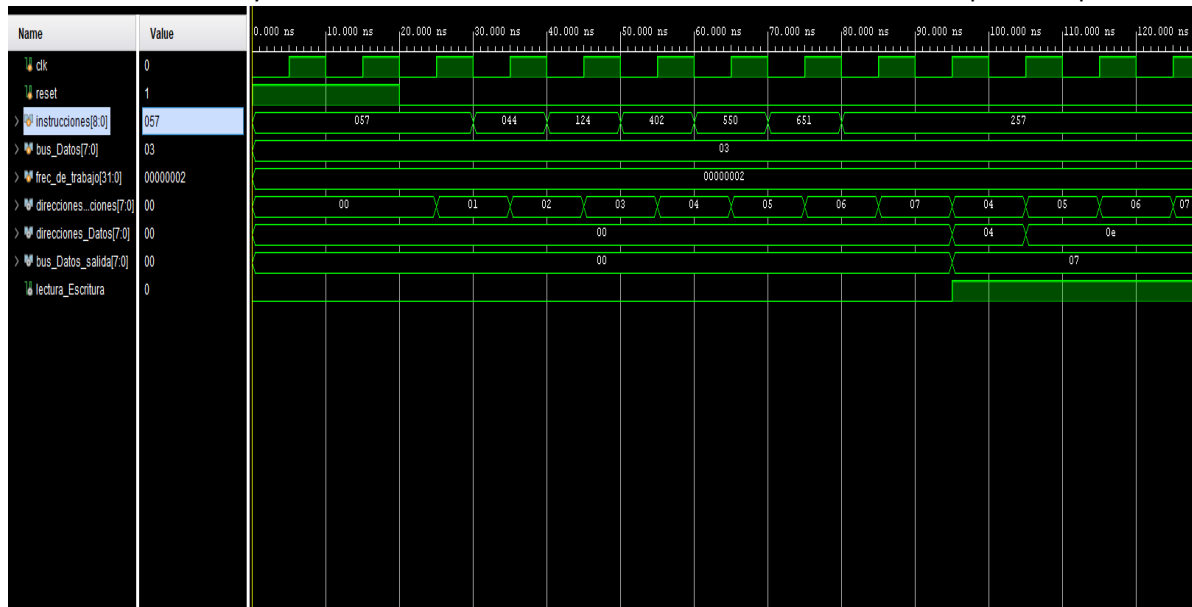 Name Value 0.000 ns 10.000 ns 20.000 ns 30.000 ns 40.000 ns 50.000 ns 60.000 ns 70.000 ns 80.000 ns 90.000 ns 100.000 ns 110.000 ns 120.000 ns
clk 0
reset 1
instrucciones[8:0] 057 057 044 124 402 550 651 257
bus_Datos[7:0] 03 03
frec_de_trabajo[31:0] 00000002 00000002
direcciones...ciones[7:0] 00 00 01 02 03 04 05 06 07 04 05 06 07
direcciones_Datos[7:0] 00 00 04 0e
bus_Datos_salida[7:0] 00 00 07
lectura_Escritura 0